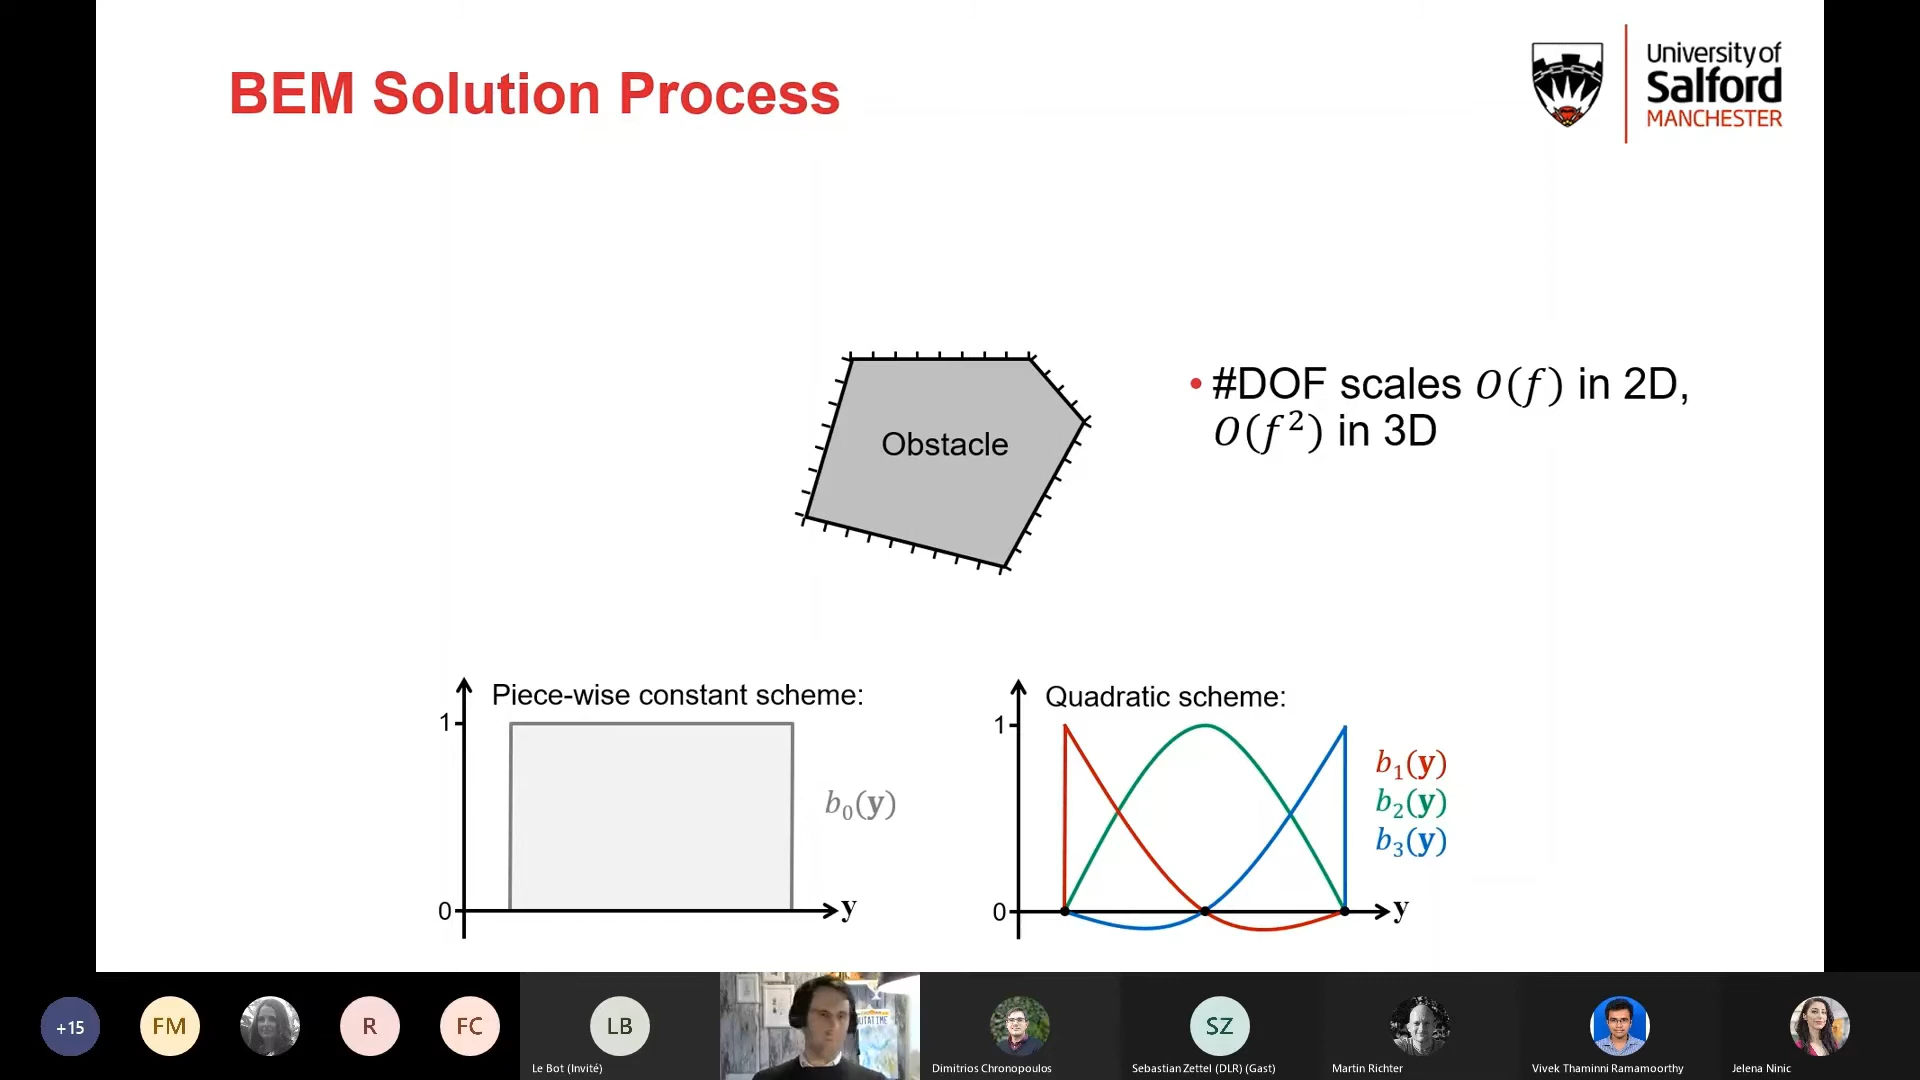 BEM Solution Process
University of
Salford
MANCHESTER
Obstacle
• #DOF scales O(f) in 2D,
O(f²) in 3D
Piece-wise constant scheme:
1
0
b₀(y)
y
Quadratic scheme:
1
0
b₁(y)
b₂(y)
b₃(y)
y
+15
FM
R
FC
LB
SZ
Le Bot (Invité)
Dimitrios Chronopoulos
Sebastian Zettel (DLR) (Gast)
Martin Richter
Vivek Thaminni Ramamoorthy
Jelena Ninic